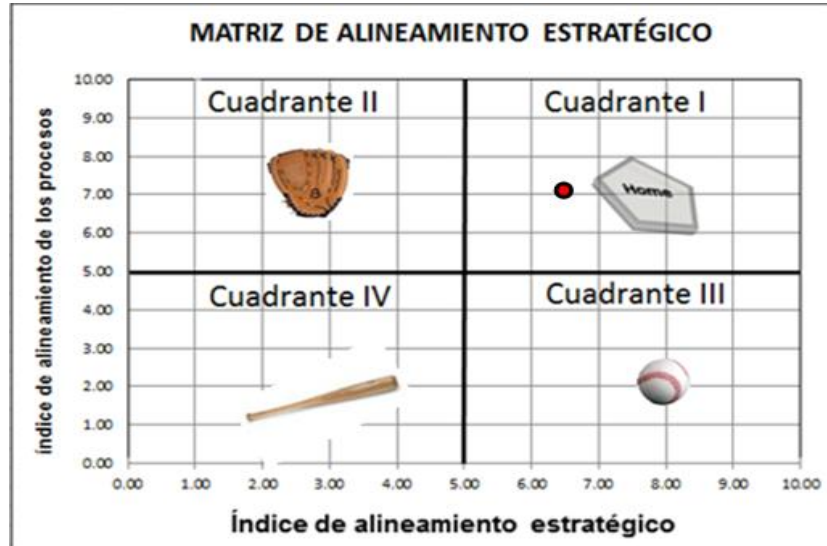 MATRIZ DE ALINEAMIENTO ESTRATÉGICO
índice de alineamiento de los procesos
10.00
9.00
8.00
7.00
6.00
5.00
4.00
3.00
2.00
1.00
0.00
Cuadrante II
Cuadrante I
Home
Cuadrante IV
Cuadrante III
0.00 1.00 2.00 3.00 4.00 5.00 6.00 7.00 8.00 9.00 10.00
Índice de alineamiento estratégico